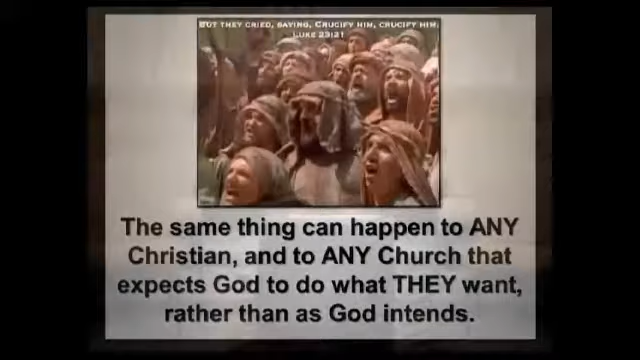 BUT THEY CRIED, SAYING, CRUCIFY HIM, CRUCIFY HIM.
LUKE 23:21
The same thing can happen to ANY
Christian, and to ANY Church that
expects God to do what THEY want,
rather than as God intends.